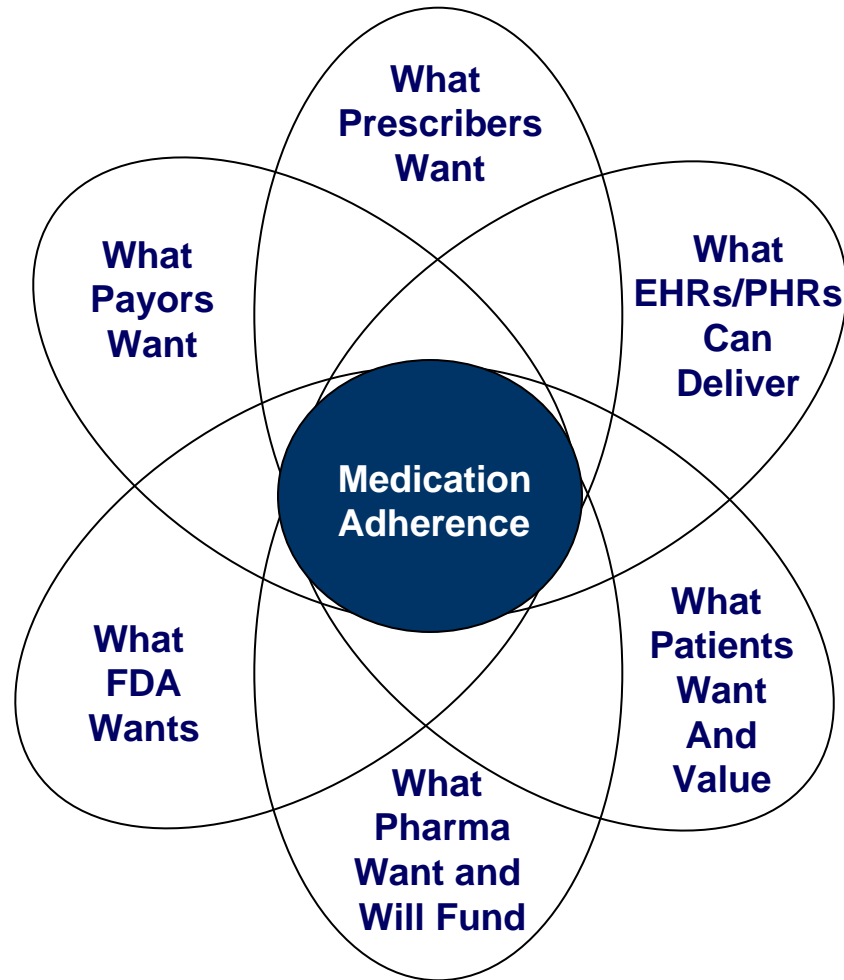 What
Prescribers
Want
What
Payors
Want
What
EHRs/PHRs
Can
Deliver
Medication
Adherence
What
FDA
Wants
What
Patients
Want
And
Value
What
Pharma
Want and
Will Fund